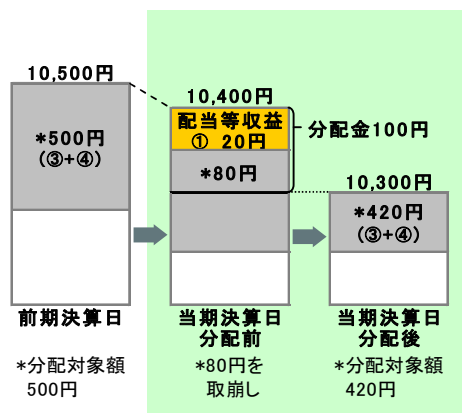 10,500円
*500円
(③+④)
前期決算日
*分配対象額
500円
10,400円
配当等収益
① 20円
*80円
分配金100円
当期決算日
分配前
*80円を
取崩し
10,300円
*420円
(③+④)
当期決算日
分配後
*分配対象額
420円